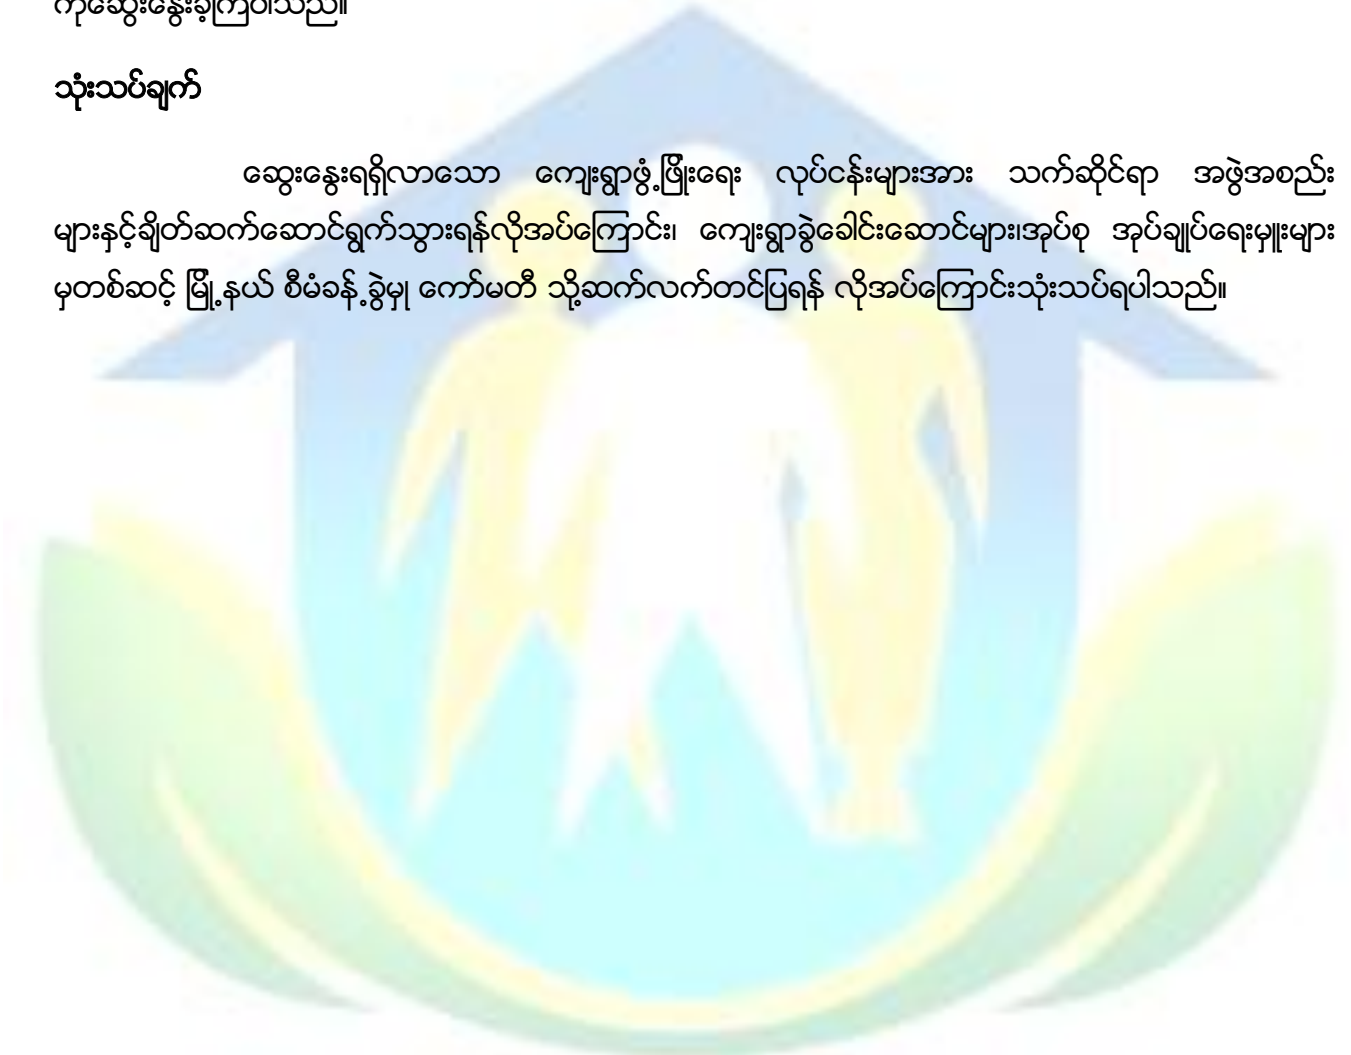 ကိုဆွေးနွေးခဲ့ကြပါသည်။
သုံးသပ်ချက်
ဆွေးနွေးရရှိလာသော ကျေးရွာဖွံ့ဖြိုးရေး လုပ်ငန်းများအား သက်ဆိုင်ရာ အဖွဲအစည်း
များနှင့်ချိတ်ဆက်ဆောင်ရွက်သွားရန်လိုအပ်ကြောင်း၊ ကျေးရွာခွဲခေါင်းဆောင်များ၊အုပ်စု အုပ်ချုပ်ရေးမှူးများ
မှတစ်ဆင့် မြို့နယ် စီမံခန့်ခွဲမှု ကော်မတီ သို့ဆက်လက်တင်ပြရန် လိုအပ်ကြောင်းသုံးသပ်ရပါသည်။